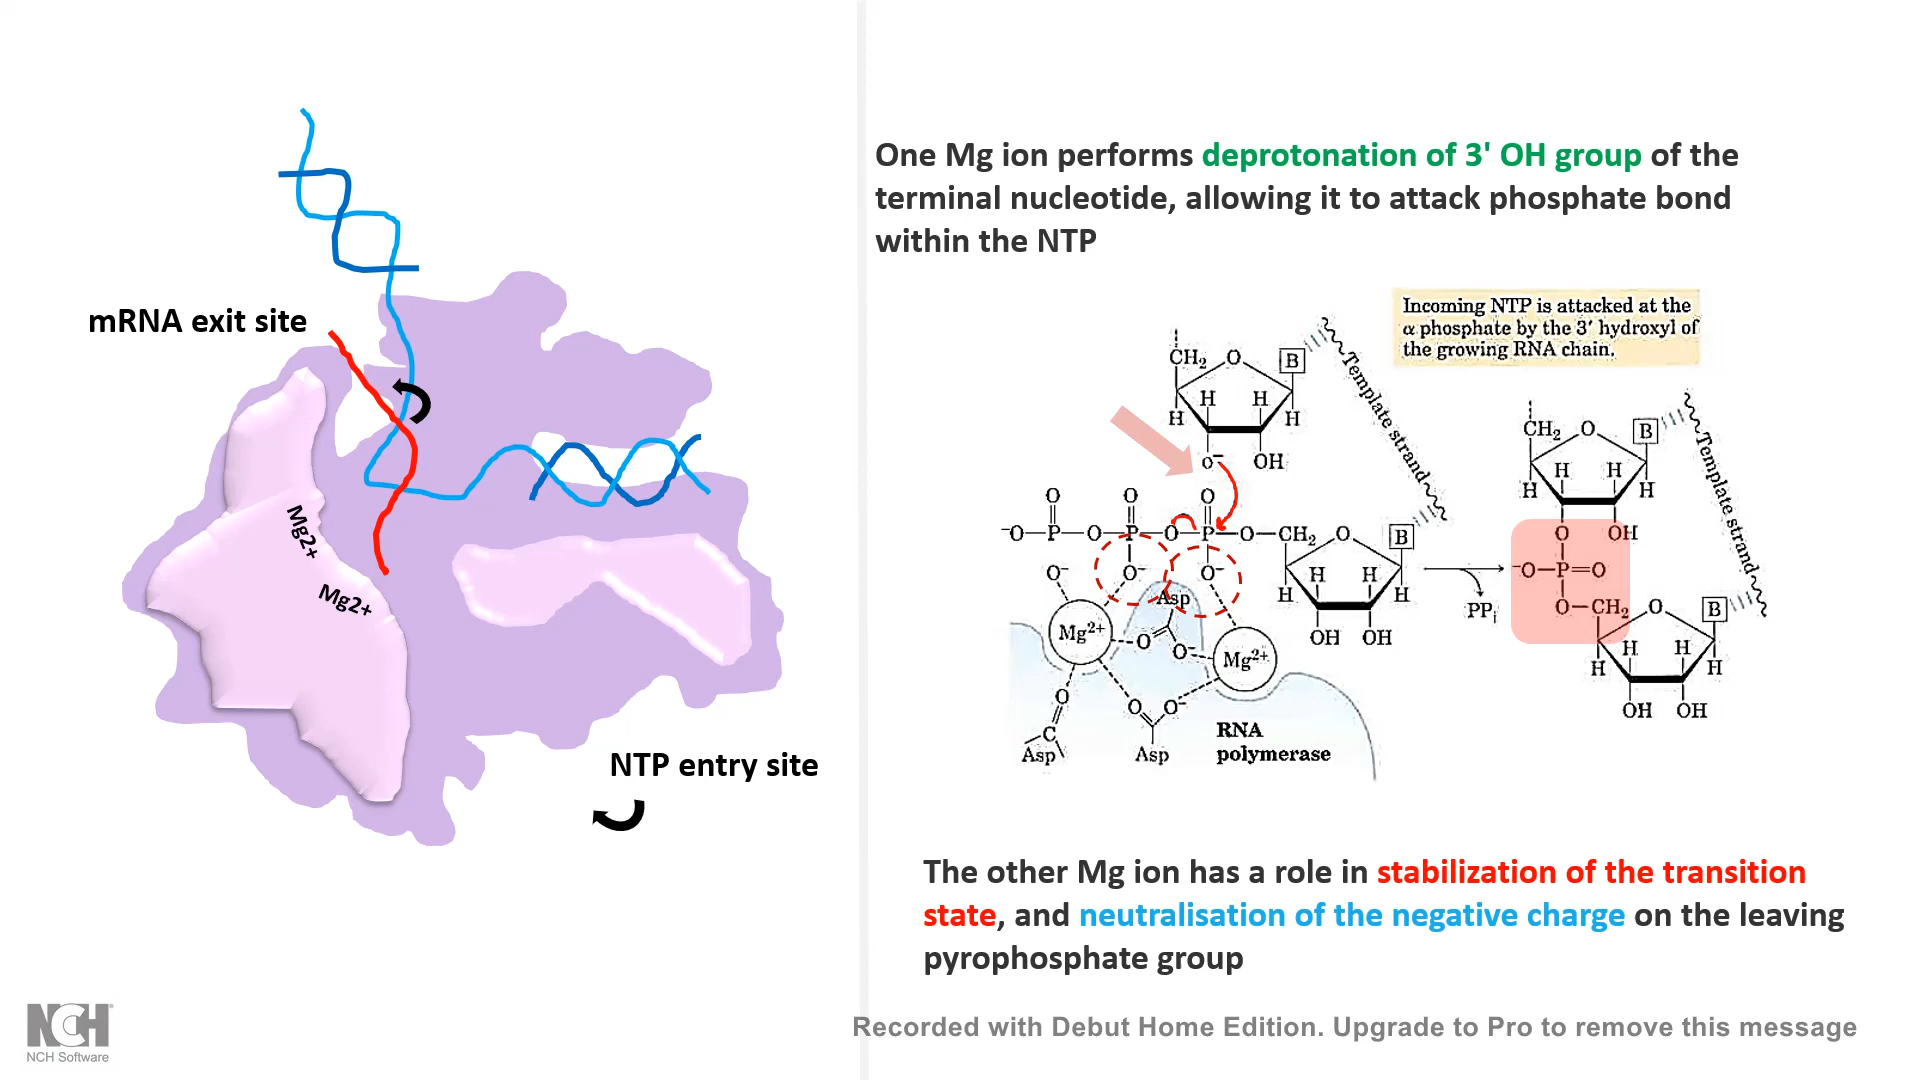 mRNA exit site
Mg2+
Mg2+
NTP entry site
One Mg ion performs deprotonation of 3' OH group of the
terminal nucleotide, allowing it to attack phosphate bond
within the NTP
Incoming NTP is attacked at the
α phosphate by the 3′ hydroxyl of
the growing RNA chain.
CH₂ O B
H H
H H
O⁻ OH
Template strand
O O O
⁻O—P—O—P—O—P—O—CH₂ O B
O⁻ O⁻ O⁻
H H
H H
OH OH
Asp
Mg²⁺ O O⁻ Mg²⁺
O O O⁻
C
Asp Asp
RNA
polymerase
PPi
CH₂ O B
H H
H H
O OH
Template strand
⁻O—P=O
O—CH₂ O B
H H
H H
OH OH
The other Mg ion has a role in stabilization of the transition
state, and neutralisation of the negative charge on the leaving
pyrophosphate group
NCH
NCH Software
Recorded with Debut Home Edition. Upgrade to Pro to remove this message